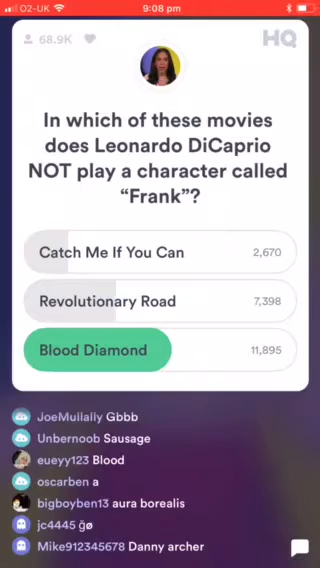 O2-UK 9:08 pm
68.9K HQ
In which of these movies
does Leonardo DiCaprio
NOT play a character called
“Frank”?
Catch Me If You Can 2,670
Revolutionary Road 7,398
Blood Diamond 11,895
JoeMullally Gbbb
Unbernoob Sausage
eueyy123 Blood
oscarben a
bigboyben13 aura borealis
jc4445 ğø
Mike912345678 Danny archer